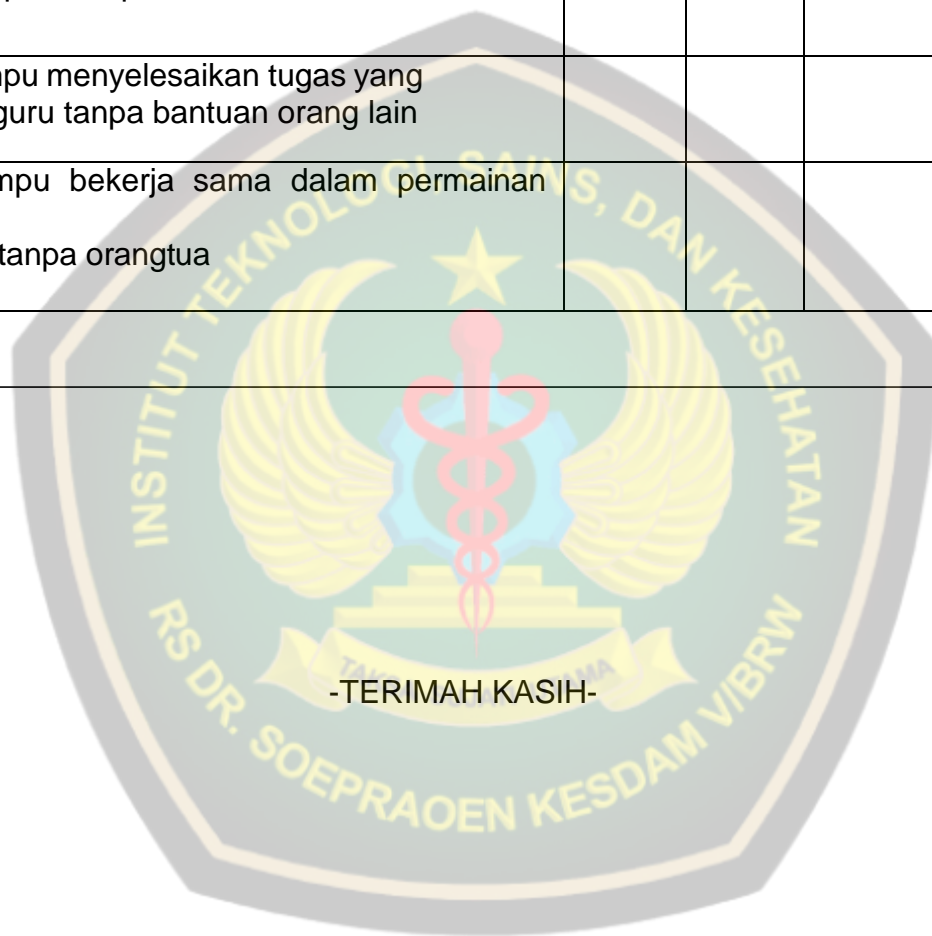 mpu menyelesaikan tugas yang
guru tanpa bantuan orang lain
mpu bekerja sama dalam permainan
tanpa orangtua
INSTITUT TEKNOLOGI, SAINS, DAN KESEHATAN
-TERIMAH KASIH-
RS DR. SOEPRAOEN KESDAM V/BRW